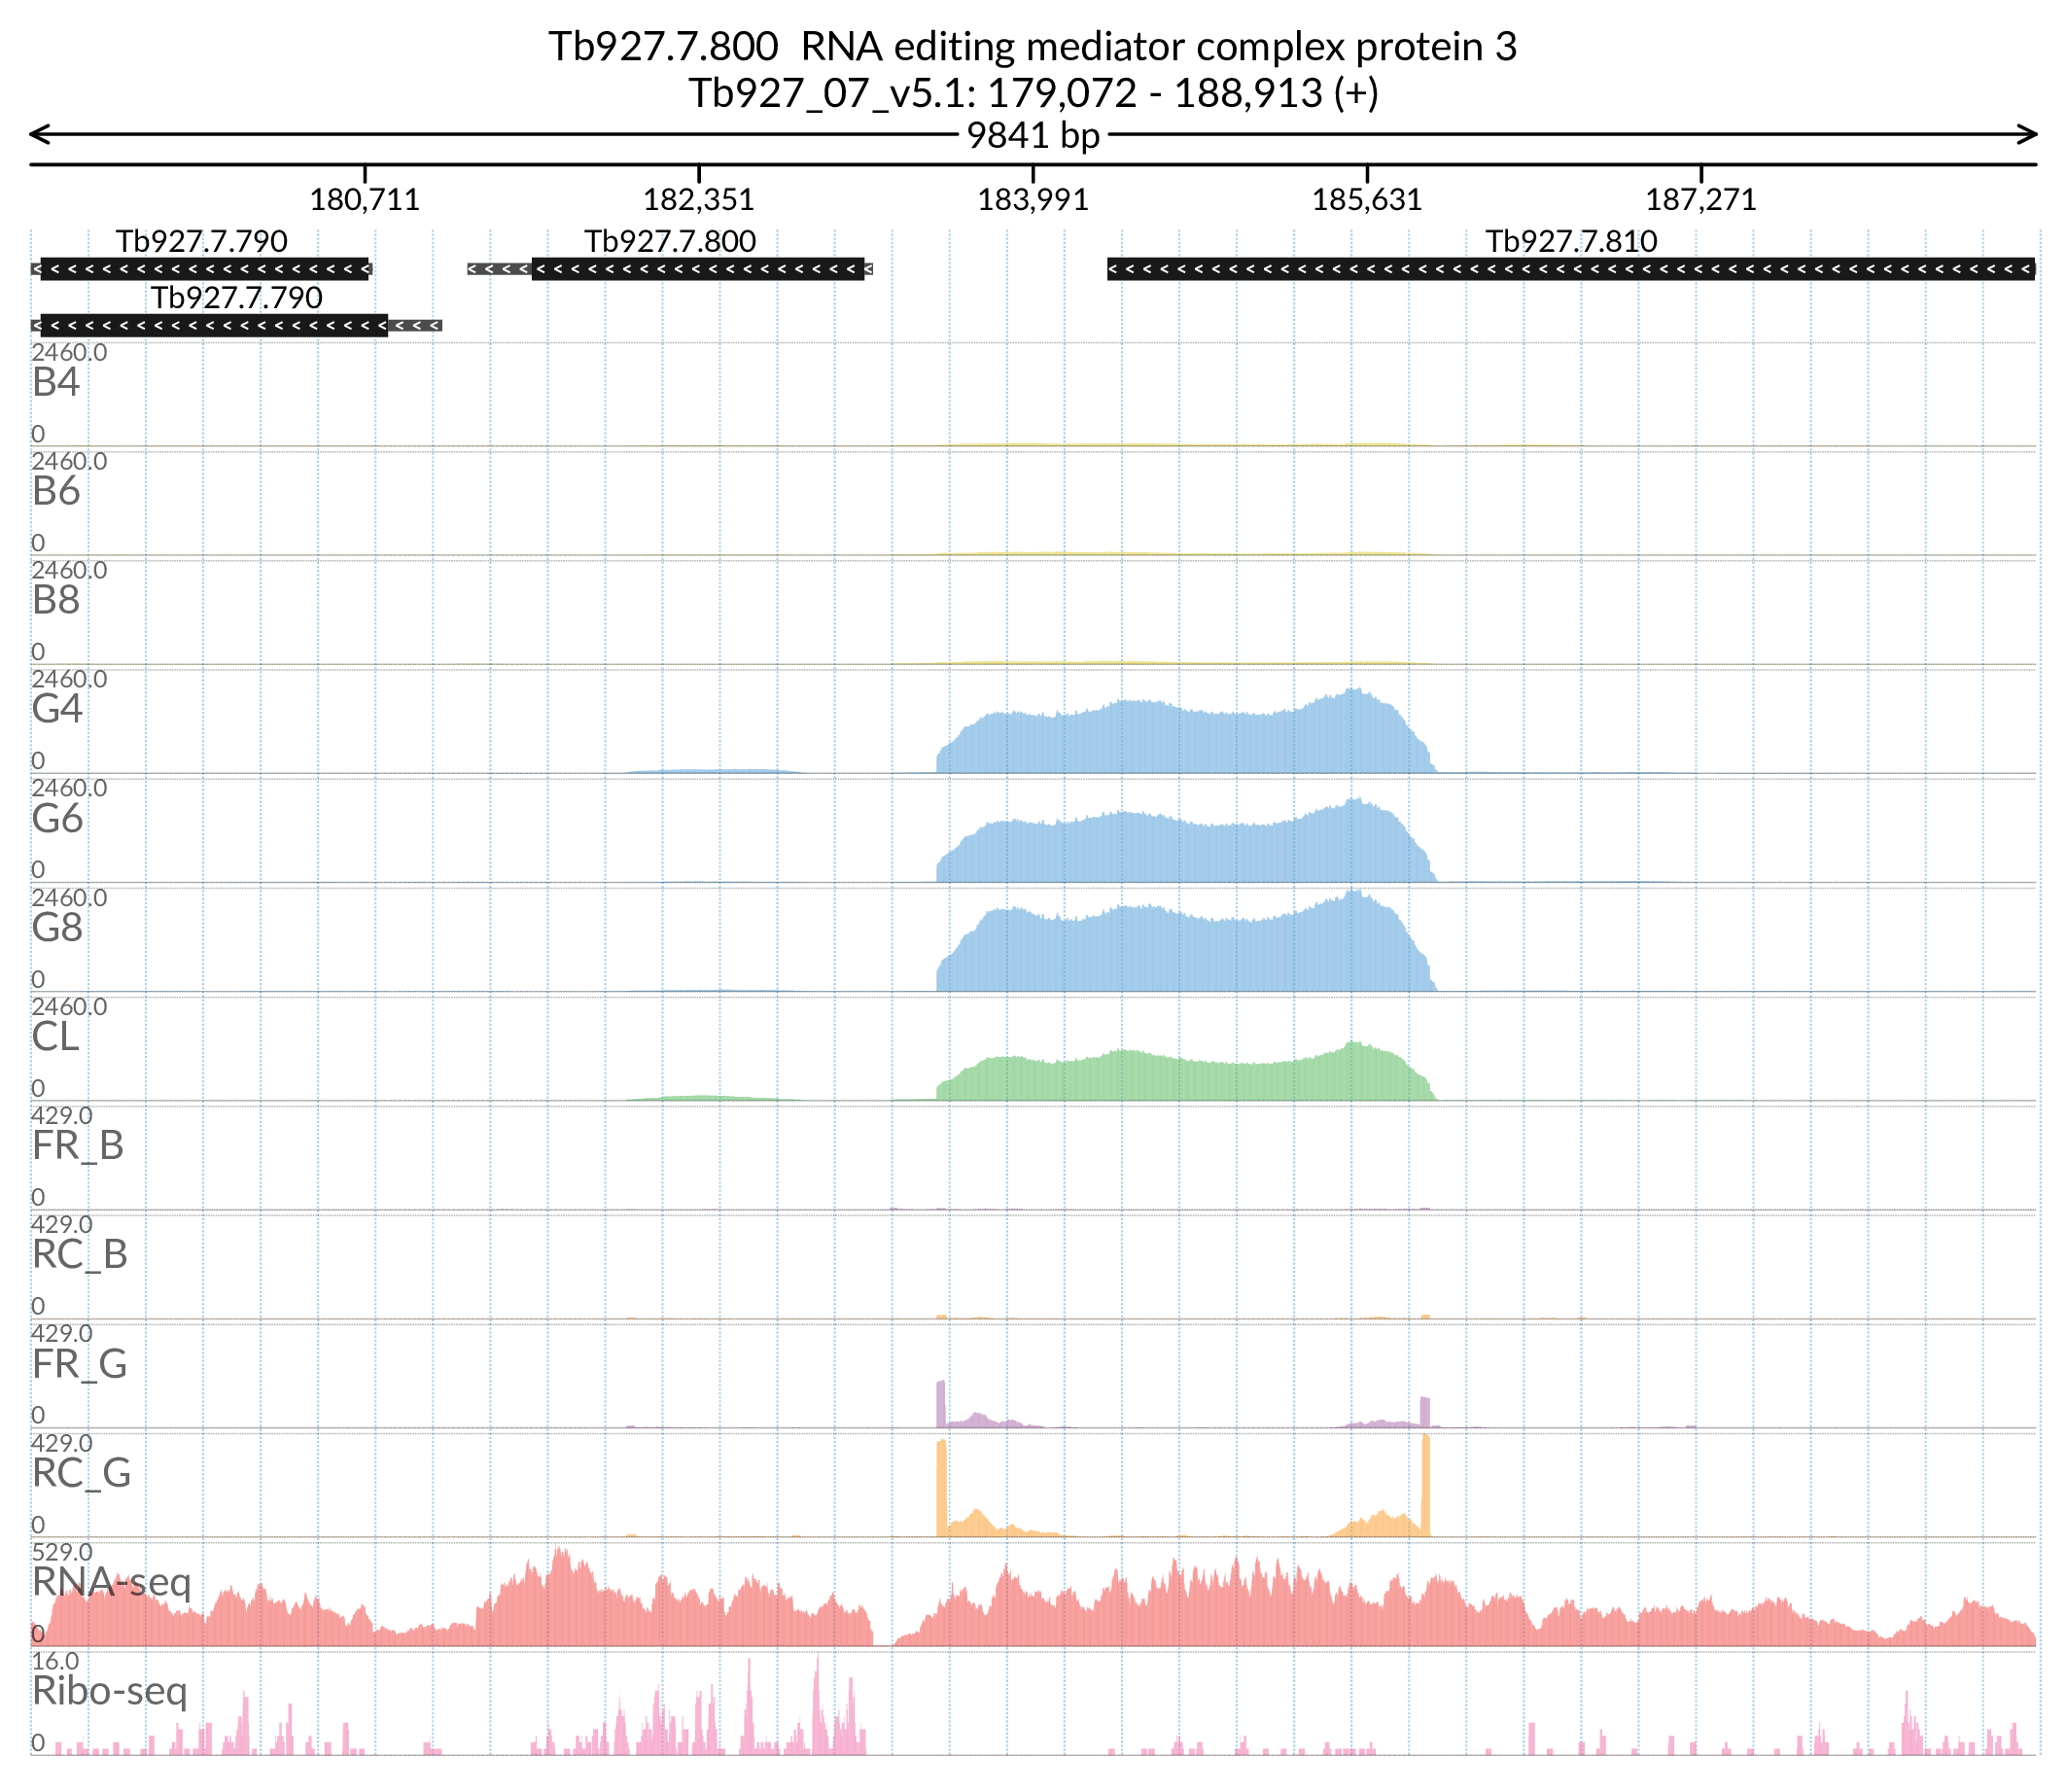 Tb927.7.800  RNA editing mediator complex protein 3
Tb927_07_v5.1: 179,072 - 188,913 (+)
9841 bp
180,711 182,351 183,991 185,631 187,271
Tb927.7.790 Tb927.7.800 Tb927.7.810
Tb927.7.790
2460.0
B4
0
2460.0
B6
0
2460.0
B8
0
2460.0
G4
0
2460.0
G6
0
2460.0
G8
0
2460.0
CL
0
429.0
FR_B
0
429.0
RC_B
0
429.0
FR_G
0
429.0
RC_G
0
529.0
RNA-seq
0
16.0
Ribo-seq
0